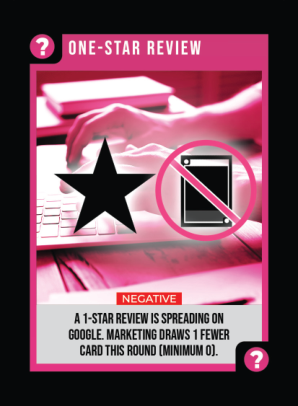 ?
ONE-STAR REVIEW
NEGATIVE
A 1-STAR REVIEW IS SPREADING ON
GOOGLE. MARKETING DRAWS 1 FEWER
CARD THIS ROUND (MINIMUM 0).
?